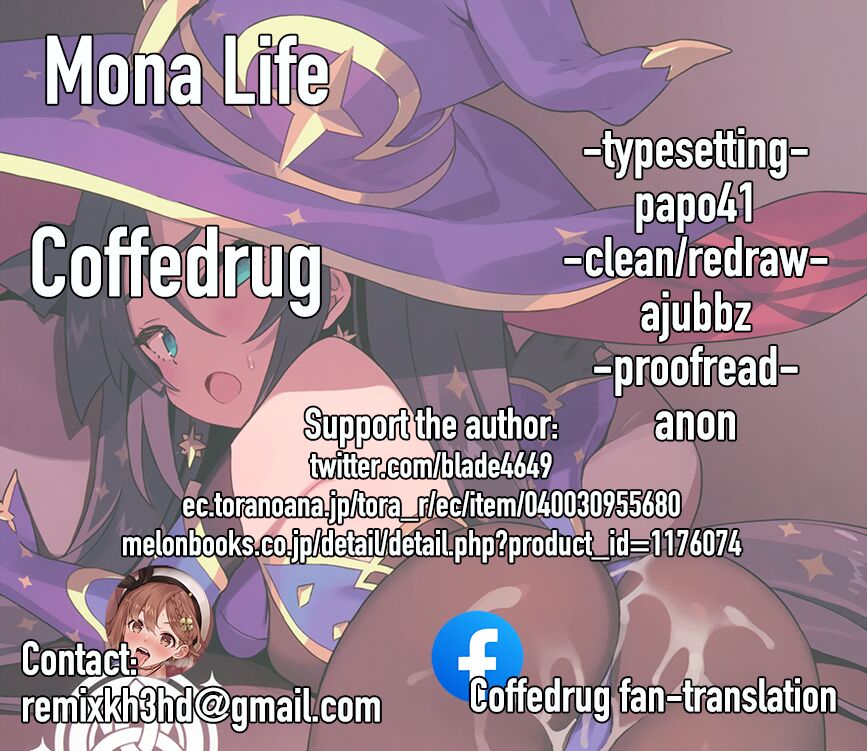 Mona Life
Coffedrug
-typesetting-
papo41
-clean/redraw-
ajubbz
-proofread-
anon
Support the author:
twitter.com/blade4649
ec.toranoana.jp/tora_r/ec/item/040030955680
melonbooks.co.jp/detail/detail.php?product_id=1176074
Contact:
remixkh3hd@gmail.com
f
Coffedrug fan-translation